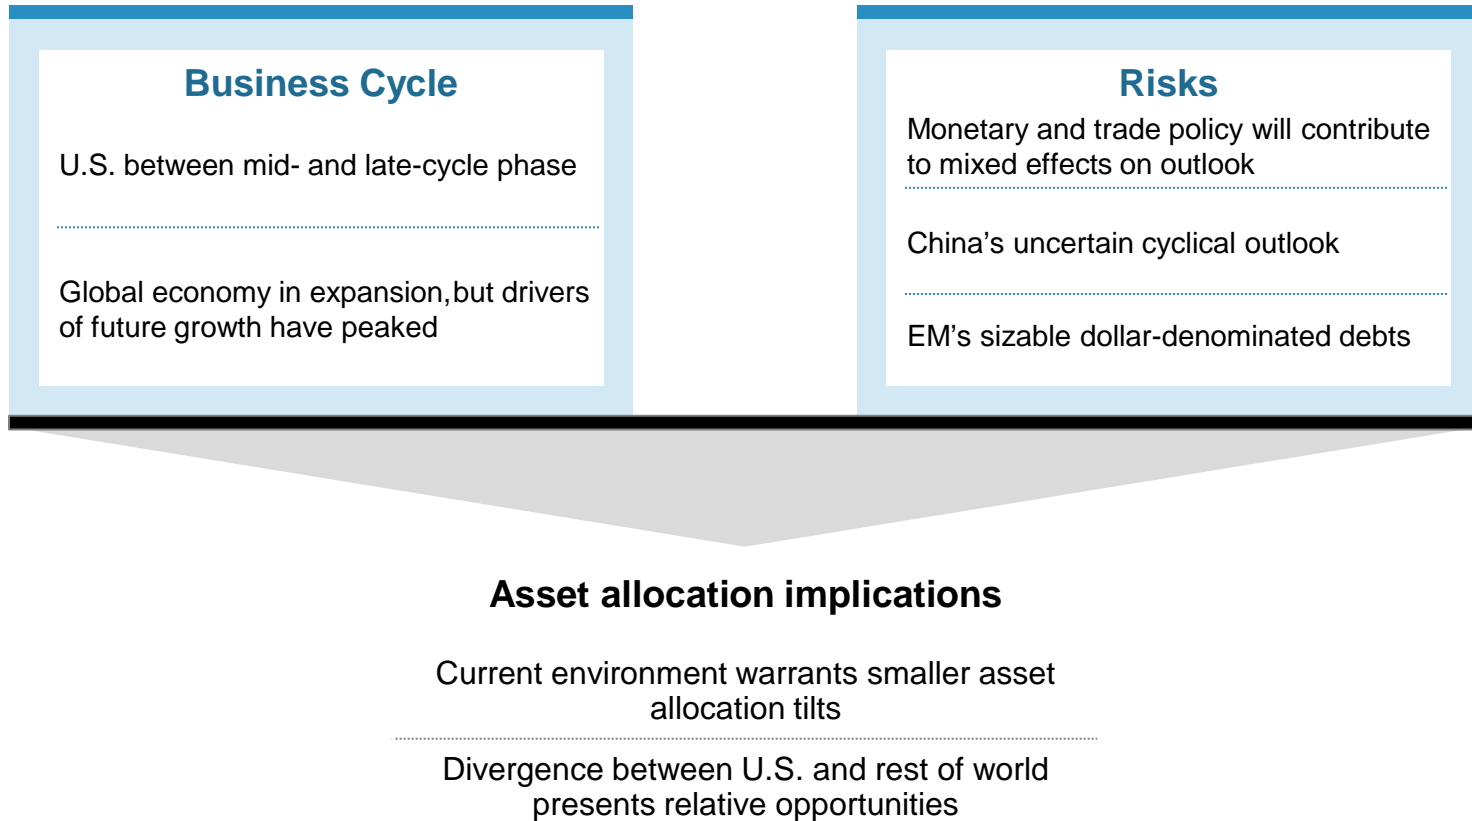 Business Cycle
U.S. between mid- and late-cycle phase
Global economy in expansion,but drivers
of future growth have peaked
Risks
Monetary and trade policy will contribute
to mixed effects on outlook
China’s uncertain cyclical outlook
EM’s sizable dollar-denominated debts
Asset allocation implications
Current environment warrants smaller asset
allocation tilts
Divergence between U.S. and rest of world
presents relative opportunities